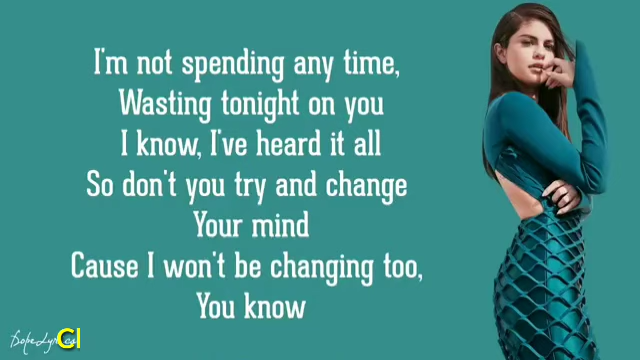 I'm not spending any time,
Wasting tonight on you
I know, I've heard it all
So don't you try and change
Your mind
Cause I won't be changing too,
You know
CI